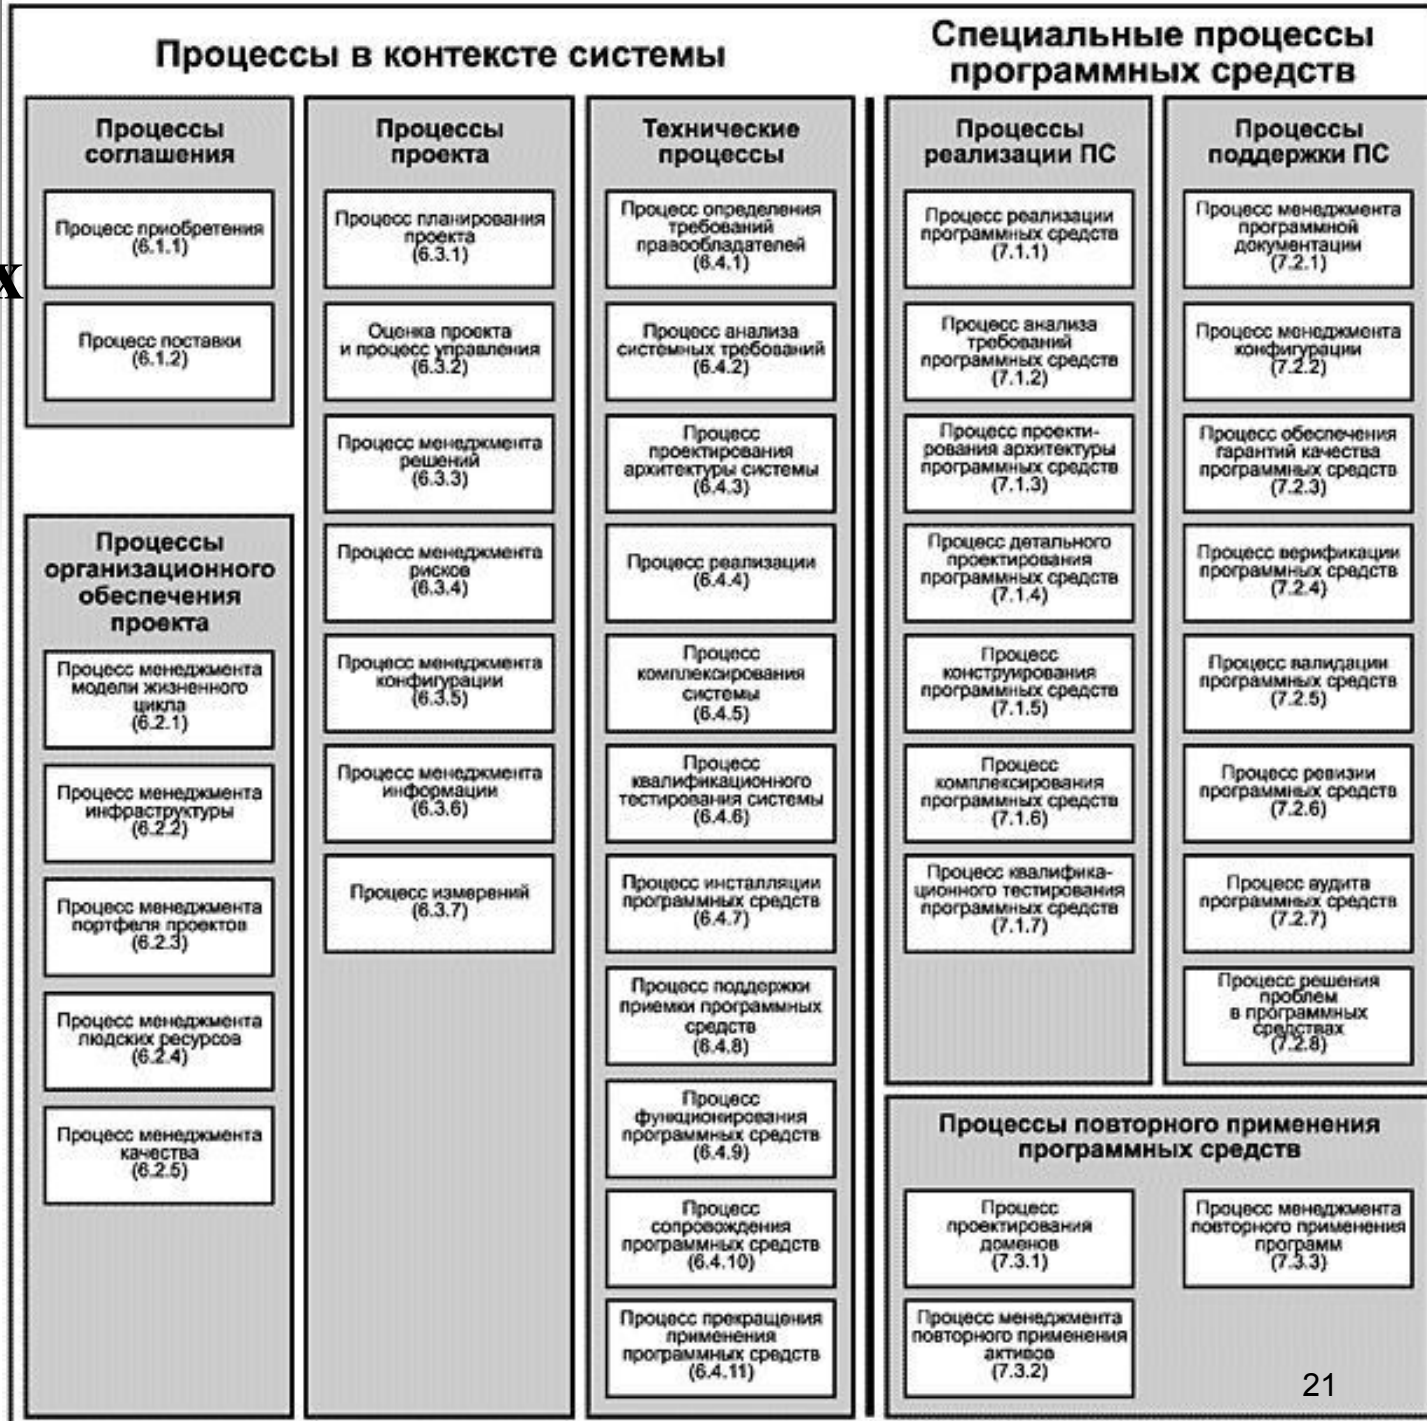 х
Процессы в контексте системы
Специальные процессы
программных средств
Процессы
соглашения
Процесс приобретения
(6.1.1)
Процесс поставки
(6.1.2)
Процессы
организационного
обеспечения
проекта
Процесс менеджмента
модели жизненного
цикла
(6.2.1)
Процесс менеджмента
инфраструктуры
(6.2.2)
Процесс менеджмента
портфеля проектов
(6.2.3)
Процесс менеджмента
людских ресурсов
(6.2.4)
Процесс менеджмента
качества
(6.2.5)
Процессы
проекта
Процесс планирования
проекта
(6.3.1)
Оценка проекта
и процесс управления
(6.3.2)
Процесс менеджмента
решений
(6.3.3)
Процесс менеджмента
рисков
(6.3.4)
Процесс менеджмента
конфигурации
(6.3.5)
Процесс менеджмента
информации
(6.3.6)
Процесс измерений
(6.3.7)
Технические
процессы
Процесс определения
требований
правообладателей
(6.4.1)
Процесс анализа
системных требований
(6.4.2)
Процесс
проектирования
архитектуры системы
(6.4.3)
Процесс реализации
(6.4.4)
Процесс
комплексирования
системы
(6.4.5)
Процесс
квалификационного
тестирования системы
(6.4.6)
Процесс инсталляции
программных средств
(6.4.7)
Процесс поддержки
приемки программных
средств
(6.4.8)
Процесс
функционирования
программных средств
(6.4.9)
Процесс
сопровождения
программных средств
(6.4.10)
Процесс прекращения
применения
программных средств
(6.4.11)
Процессы
реализации ПС
Процесс реализации
программных средств
(7.1.1)
Процесс анализа
требований
программных средств
(7.1.2)
Процесс проекти-
рования архитектуры
программных средств
(7.1.3)
Процесс детального
проектирования
программных средств
(7.1.4)
Процесс
конструирования
программных средств
(7.1.5)
Процесс
комплексирования
программных средств
(7.1.6)
Процесс квалифика-
ционного тестирования
программных средств
(7.1.7)
Процессы
поддержки ПС
Процесс менеджмента
программной
документации
(7.2.1)
Процесс менеджмента
конфигурации
(7.2.2)
Процесс обеспечения
гарантий качества
программных средств
(7.2.3)
Процесс верификации
программных средств
(7.2.4)
Процесс валидации
программных средств
(7.2.5)
Процесс ревизии
программных средств
(7.2.6)
Процесс аудита
программных средств
(7.2.7)
Процесс решения
проблем
в программных
средствах
(7.2.8)
Процессы повторного применения
программных средств
Процесс
проектирования
доменов
(7.3.1)
Процесс менеджмента
повторного применения
активов
(7.3.2)
Процесс менеджмента
повторного применения
программ
(7.3.3)
21